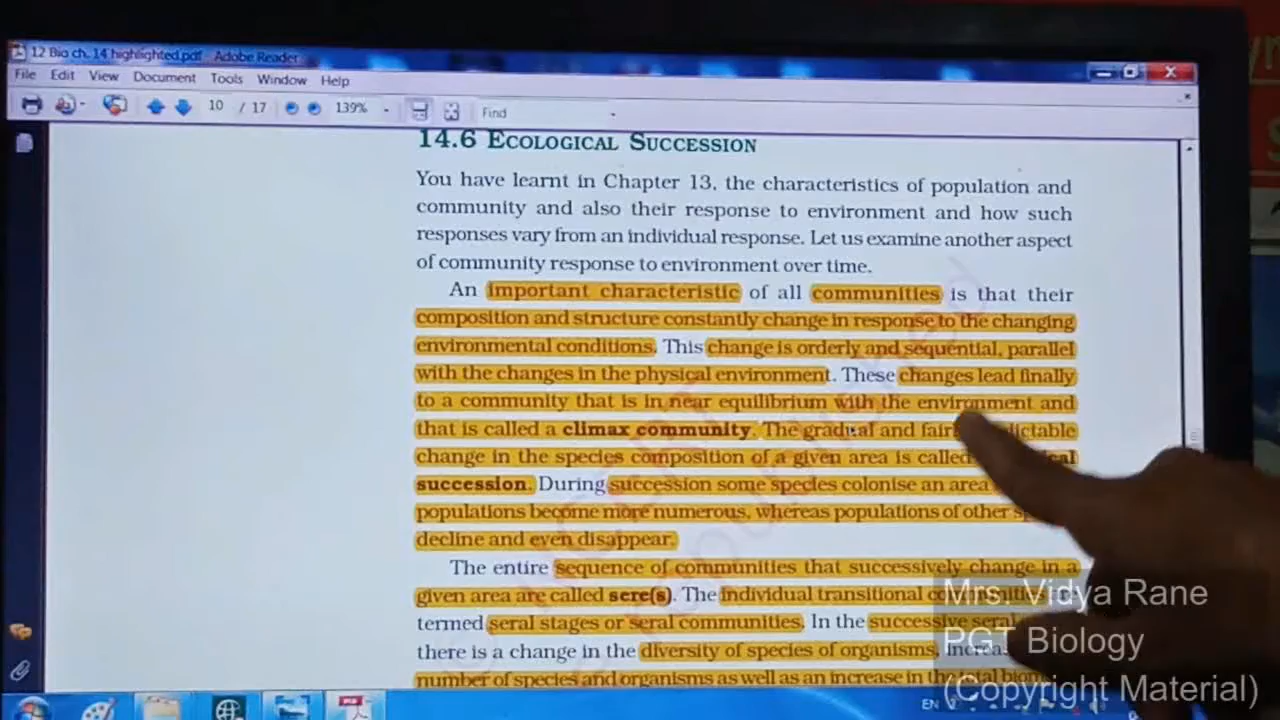 12 Bio ch. 14 highlighted.pdf - Adobe Reader
File Edit View Document Tools Window Help
10 / 17 139% Find
14.6 ECOLOGICAL SUCCESSION
You have learnt in Chapter 13, the characteristics of population and
community and also their response to environment and how such
responses vary from an individual response. Let us examine another aspect
of community response to environment over time.
An important characteristic of all communities is that their
composition and structure constantly change in response to the changing
environmental conditions. This change is orderly and sequential, parallel
with the changes in the physical environment. These changes lead finally
to a community that is in near equilibrium with the environment and
that is called a climax community. The gradual and
change in the species composition of a given area is called
succession. During succession some species colonise an area
populations become more numerous, whereas populations of other
decline and even disappear.
The entire sequence of communities that successively change in a
given area are called sere(s). The individual transitional
termed seral stages or seral communities. In the successive
there is a change in the diversity of species of organisms,
number of species and organisms as well as an increase in the
Mrs. Vidya Rane
PGT Biology
(Copyright Material)
EN